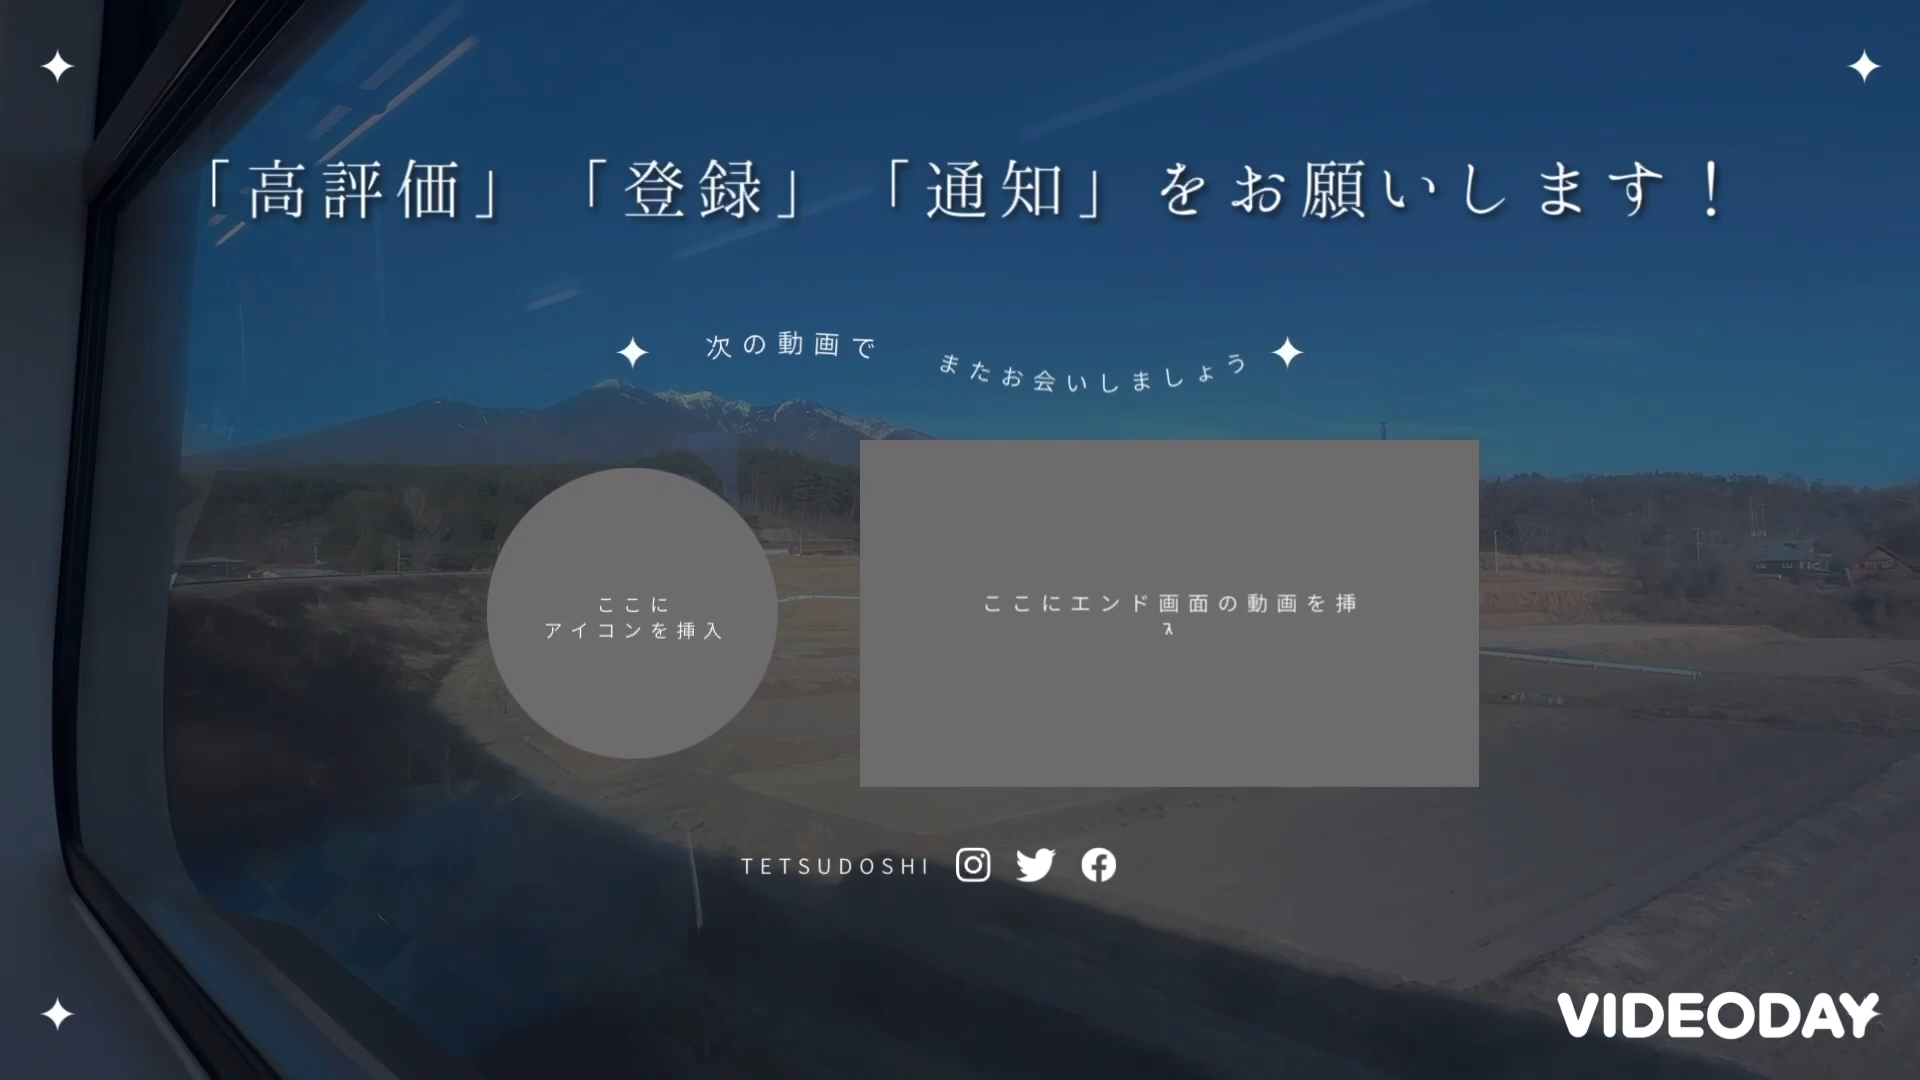 「高評価」「登録」「通知」をお願いします！
次の動画で
またお会いしましょう
ここに
アイコンを挿入
ここにエンド画面の動画を挿
入
TETSUDOSHI
VIDEODAY